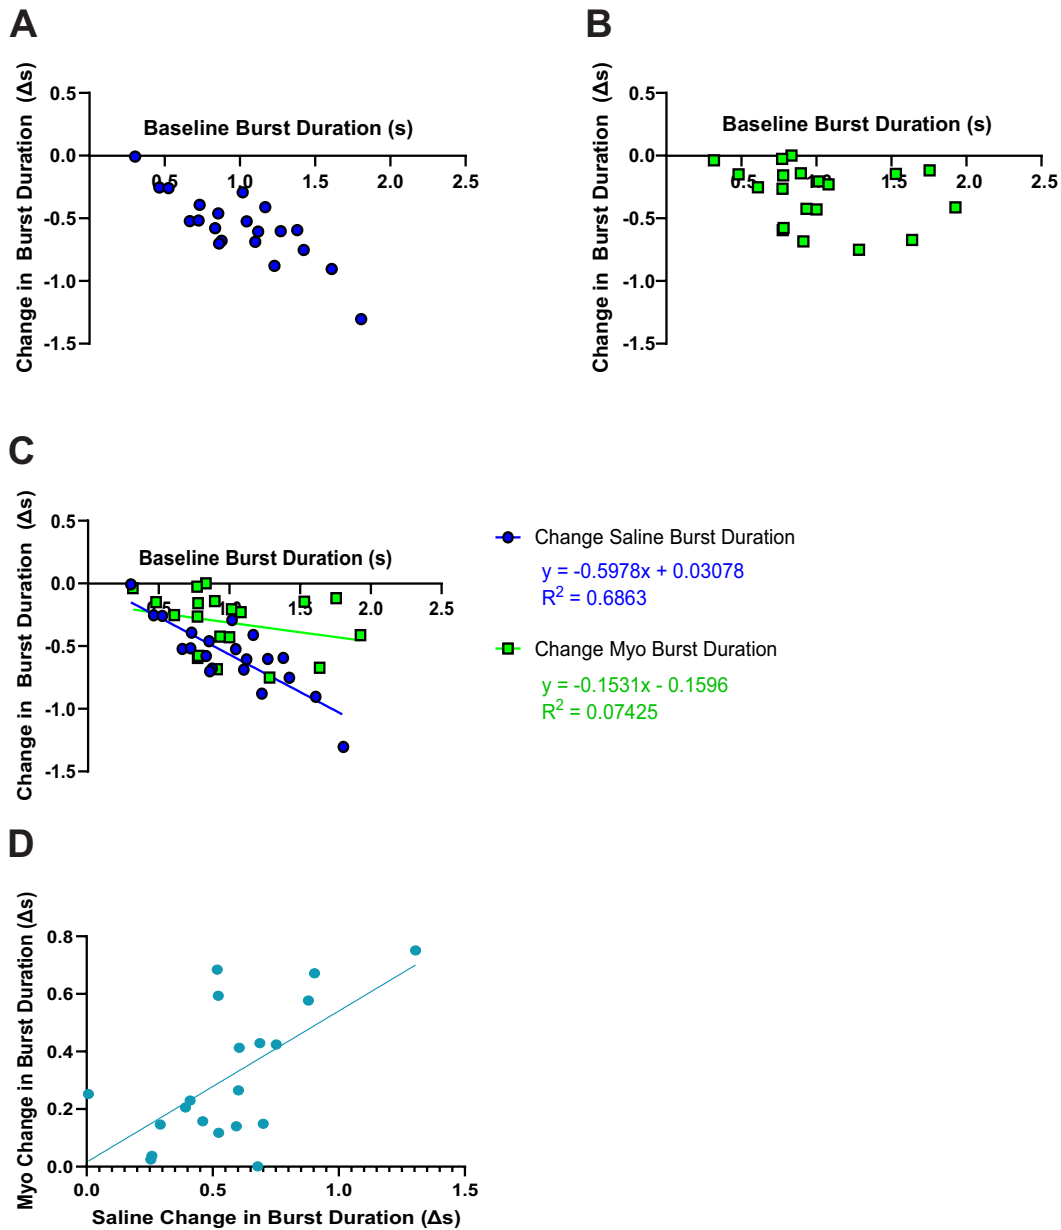 A
B
Change in Burst Duration (Δs)
0.5
0.0
-0.5
-1.0
-1.5
Baseline Burst Duration (s)
0.5
1.0
1.5
2.0
2.5
Change in Burst Duration (Δs)
0.5
0.0
-0.5
-1.0
-1.5
Baseline Burst Duration (s)
0.5
1.0
1.5
2.0
2.5
C
Change in Burst Duration (Δs)
0.5
0.0
-0.5
-1.0
-1.5
Baseline Burst Duration (s)
0.5
1.0
1.5
2.0
2.5
Change Saline Burst Duration
y = -0.5978x + 0.03078
R² = 0.6863
Change Myo Burst Duration
y = -0.1531x - 0.1596
R² = 0.07425
D
Myo Change in Burst Duration (Δs)
0.8
0.6
0.4
0.2
0.0
0.0
0.5
1.0
1.5
Saline Change in Burst Duration (Δs)